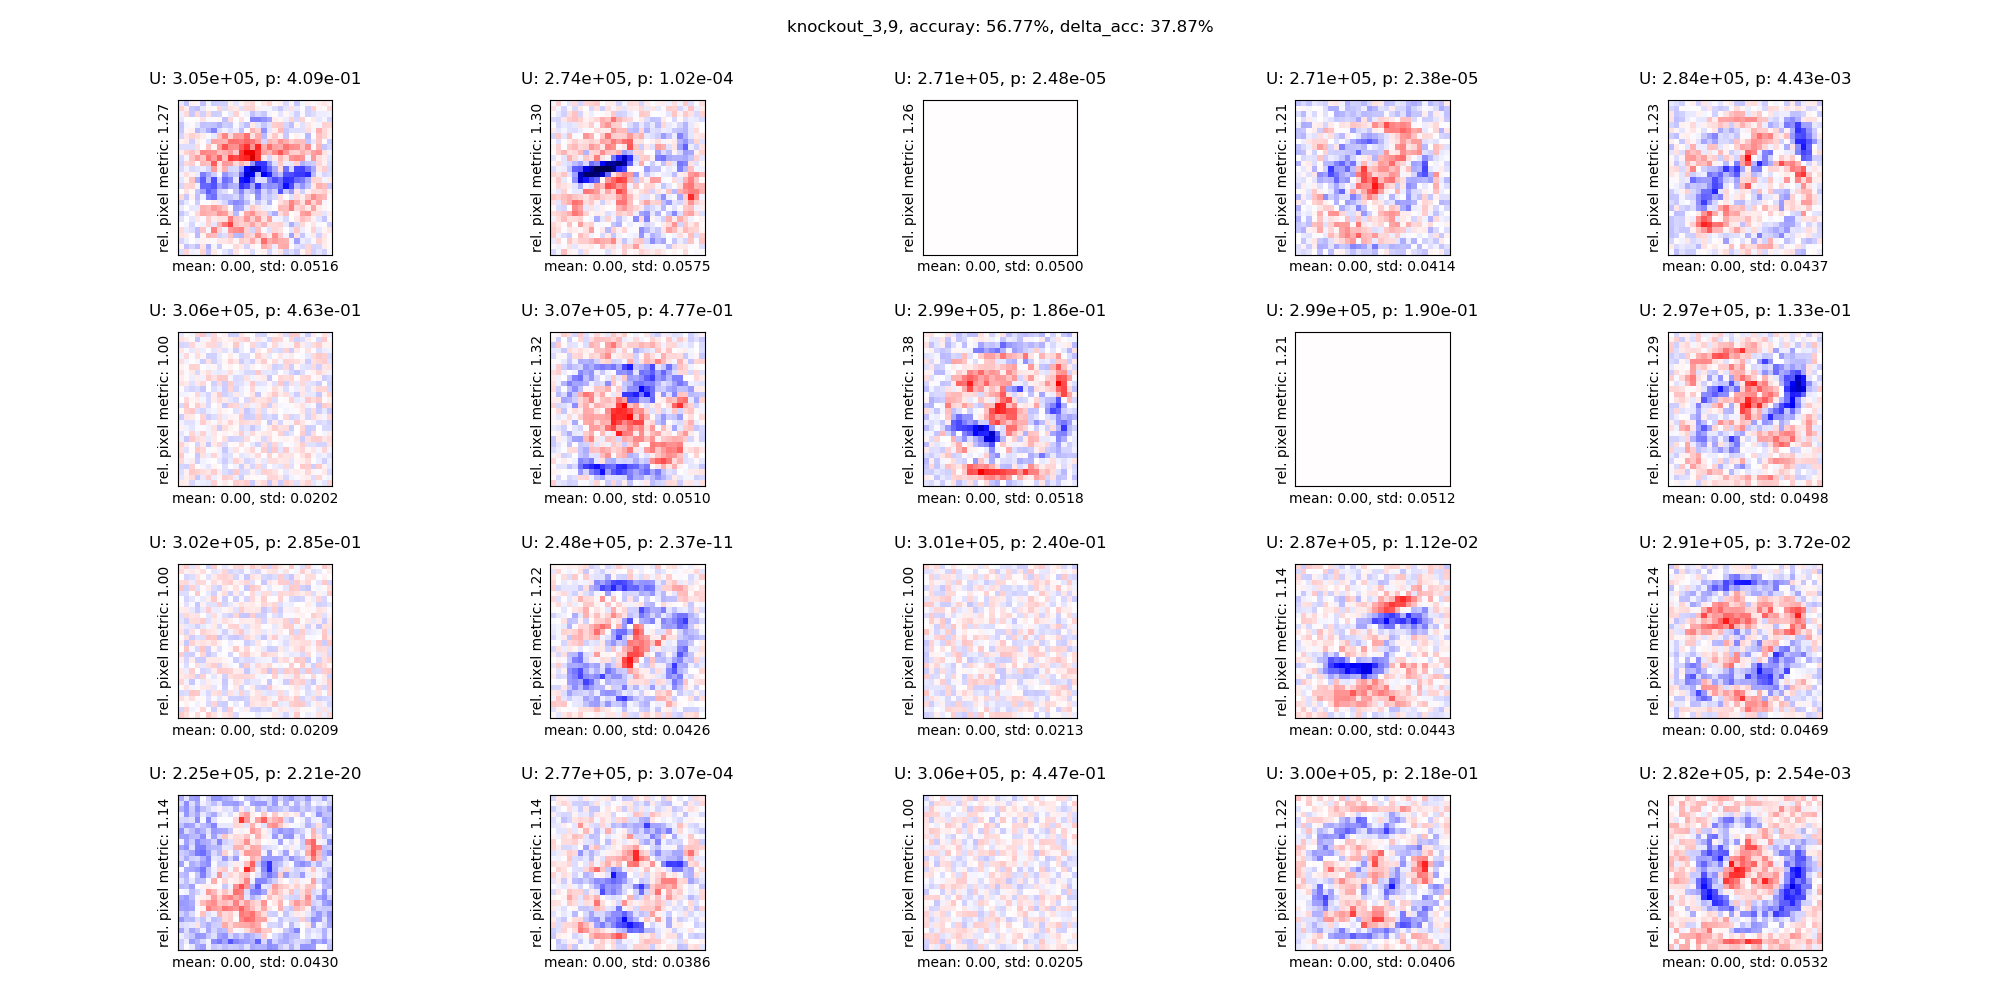 knockout_3,9, accuray: 56.77%, delta_acc: 37.87%
U: 3.05e+05, p: 4.09e-01
rel. pixel metric: 1.27
mean: 0.00, std: 0.0516
U: 2.74e+05, p: 1.02e-04
rel. pixel metric: 1.30
mean: 0.00, std: 0.0575
U: 2.71e+05, p: 2.48e-05
rel. pixel metric: 1.26
mean: 0.00, std: 0.0500
U: 2.71e+05, p: 2.38e-05
rel. pixel metric: 1.21
mean: 0.00, std: 0.0414
U: 2.84e+05, p: 4.43e-03
rel. pixel metric: 1.23
mean: 0.00, std: 0.0437
U: 3.06e+05, p: 4.63e-01
rel. pixel metric: 1.00
mean: 0.00, std: 0.0202
U: 3.07e+05, p: 4.77e-01
rel. pixel metric: 1.32
mean: 0.00, std: 0.0510
U: 2.99e+05, p: 1.86e-01
rel. pixel metric: 1.38
mean: 0.00, std: 0.0518
U: 2.99e+05, p: 1.90e-01
rel. pixel metric: 1.21
mean: 0.00, std: 0.0512
U: 2.97e+05, p: 1.33e-01
rel. pixel metric: 1.29
mean: 0.00, std: 0.0498
U: 3.02e+05, p: 2.85e-01
rel. pixel metric: 1.00
mean: 0.00, std: 0.0209
U: 2.48e+05, p: 2.37e-11
rel. pixel metric: 1.22
mean: 0.00, std: 0.0426
U: 3.01e+05, p: 2.40e-01
rel. pixel metric: 1.00
mean: 0.00, std: 0.0213
U: 2.87e+05, p: 1.12e-02
rel. pixel metric: 1.14
mean: 0.00, std: 0.0443
U: 2.91e+05, p: 3.72e-02
rel. pixel metric: 1.24
mean: 0.00, std: 0.0469
U: 2.25e+05, p: 2.21e-20
rel. pixel metric: 1.14
mean: 0.00, std: 0.0430
U: 2.77e+05, p: 3.07e-04
rel. pixel metric: 1.14
mean: 0.00, std: 0.0386
U: 3.06e+05, p: 4.47e-01
rel. pixel metric: 1.00
mean: 0.00, std: 0.0205
U: 3.00e+05, p: 2.18e-01
rel. pixel metric: 1.22
mean: 0.00, std: 0.0406
U: 2.82e+05, p: 2.54e-03
rel. pixel metric: 1.22
mean: 0.00, std: 0.0532